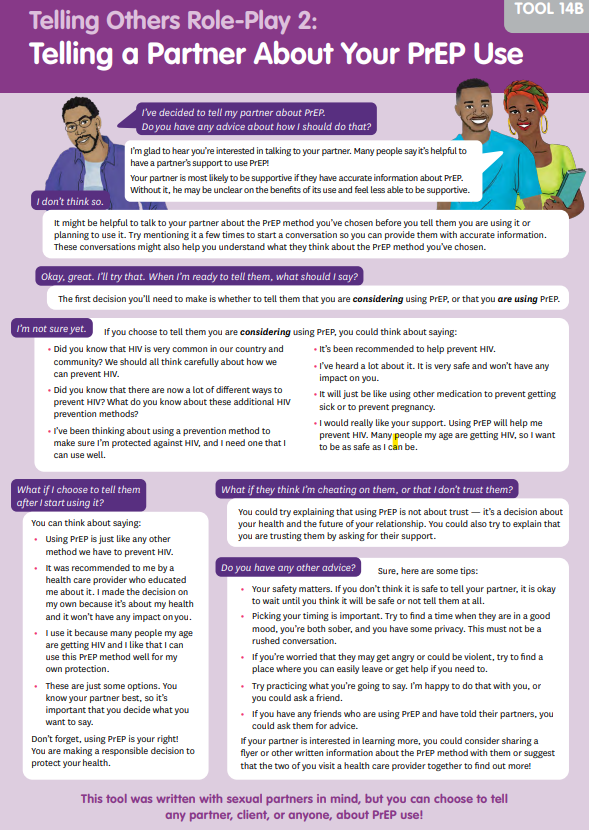 TOOL 14B
Telling Others Role-Play 2:
Telling a Partner About Your PrEP Use
I've decided to tell my partner about PrEP.
Do you have any advice about how I should do that?
I'm glad to hear you're interested in talking to your partner. Many people say it's helpful to
have a partner's support to use PrEP!
Your partner is most likely to be supportive if they have accurate information about PrEP.
Without it, he may be unclear on the benefits of its use and feel less able to be supportive.
I don't think so.
It might be helpful to talk to your partner about the PrEP method you've chosen before you tell them you are using it or
planning to use it. Try mentioning it a few times to start a conversation so you can provide them with accurate information.
These conversations might also help you understand what they think about the PrEP method you've chosen.
Okay, great. I'll try that. When I'm ready to tell them, what should I say?
The first decision you'll need to make is whether to tell them that you are considering using PrEP, or that you are using PrEP.
I'm not sure yet.
If you choose to tell them you are considering using PrEP, you could think about saying:
• Did you know that HIV is very common in our country and
community? We should all think carefully about how we
can prevent HIV.
• Did you know that there are now a lot of different ways to
prevent HIV? What do you know about these additional HIV
prevention methods?
• I've been thinking about using a prevention method to
make sure I'm protected against HIV, and I need one that I
can use well.
• It's been recommended to help prevent HIV.
• I've heard a lot about it. It is very safe and won't have any
impact on you.
• It will just be like using other medication to prevent getting
sick or to prevent pregnancy.
• I would really like your support. Using PrEP will help me
prevent HIV. Many people my age are getting HIV, so I want
to be as safe as I can be.
What if I choose to tell them
after I start using it?
You can think about saying:
• Using PrEP is just like any other
method we have to prevent HIV.
• It was recommended to me by a
health care provider who educated
me about it. I made the decision on
my own because it's about my health
and it won't have any impact on you.
• I use it because many people my age
are getting HIV and I like that I can
use this PrEP method well for my
own protection.
• These are just some options. You
know your partner best, so it's
important that you decide what you
want to say.
Don't forget, using PrEP is your right!
You are making a responsible decision to
protect your health.
What if they think I'm cheating on them, or that I don't trust them?
You could try explaining that using PrEP is not about trust — it's a decision about
your health and the future of your relationship. You could also try to explain that
you are trusting them by asking for their support.
Do you have any other advice?
Sure, here are some tips:
• Your safety matters. If you don't think it is safe to tell your partner, it is okay
to wait until you think it will be safe or not tell them at all.
• Picking your timing is important. Try to find a time when they are in a good
mood, you're both sober, and you have some privacy. This must not be a
rushed conversation.
• If you're worried that they may get angry or could be violent, try to find a
place where you can easily leave or get help if you need to.
• Try practicing what you're going to say. I'm happy to do that with you, or
you could ask a friend.
• If you have any friends who are using PrEP and have told their partners, you
could ask them for advice.
If your partner is interested in learning more, you could consider sharing a
flyer or other written information about the PrEP method with them or suggest
that the two of you visit a health care provider together to find out more!
This tool was written with sexual partners in mind, but you can choose to tell
any partner, client, or anyone, about PrEP use!